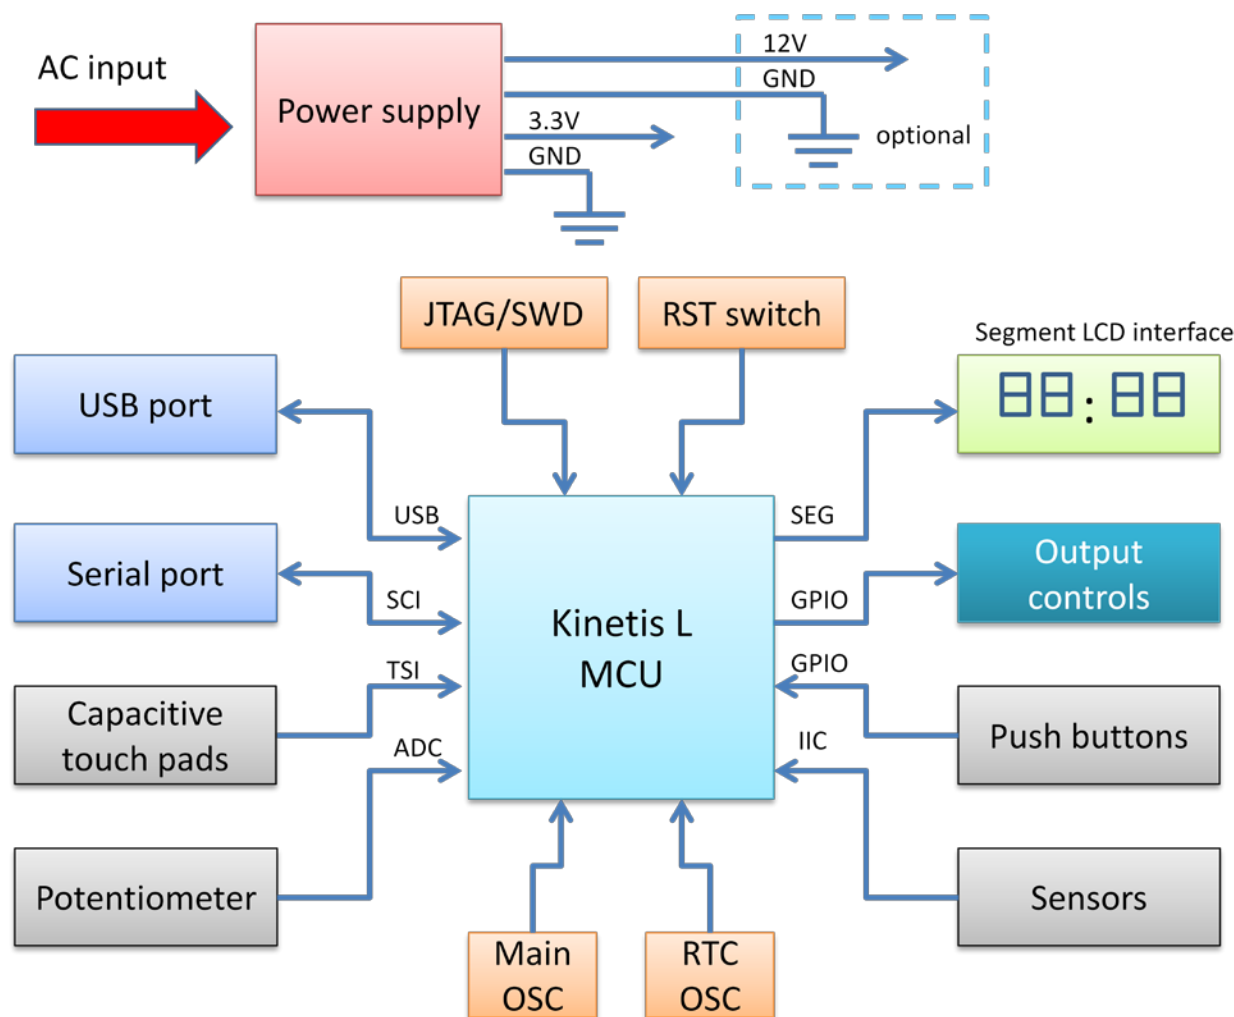 AC input
Power supply
12V
GND
3.3V
GND
optional
JTAG/SWD
RST switch
Segment LCD interface
88:88
USB port
USB
SEG
Serial port
SCI
GPIO
Output
controls
Kinetis L
MCU
TSI
GPIO
Capacitive
touch pads
ADC
IIC
Push buttons
Potentiometer
Sensors
Main
OSC
RTC
OSC